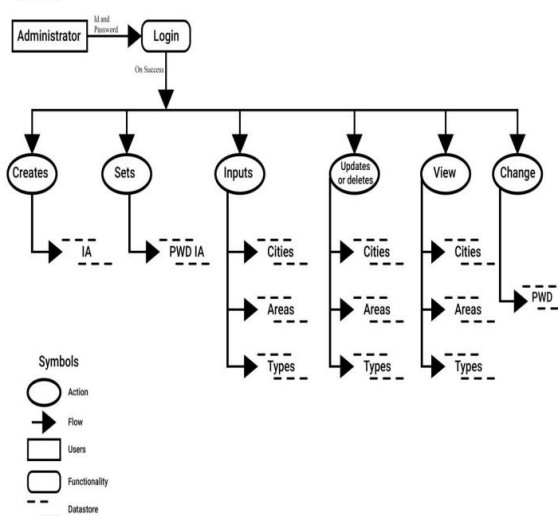 Administrator
Id and
Password
Login
On Success
Creates
Sets
Inputs
Updates
or deletes
View
Change
IA
PWD IA
Cities
Cities
Cities
Areas
Areas
Areas
PWD
Types
Types
Types
Symbols
Action
Flow
Users
Functionality
Datastore